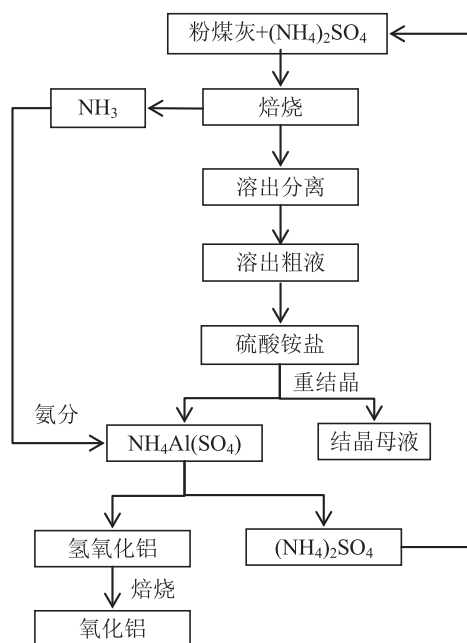 粉煤灰+(NH4)2SO4
NH3
焙烧
溶出分离
溶出粗液
硫酸铵盐
重结晶
氨分
NH4Al(SO4)
结晶母液
氢氧化铝
(NH4)2SO4
焙烧
氧化铝